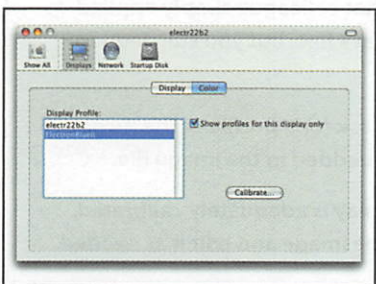 electr22b2
Show All Displays Network Startup Disk
Display Color
Display Profile:
electr22b2
ElectronBlueII
Show profiles for this display only
Calibrate...